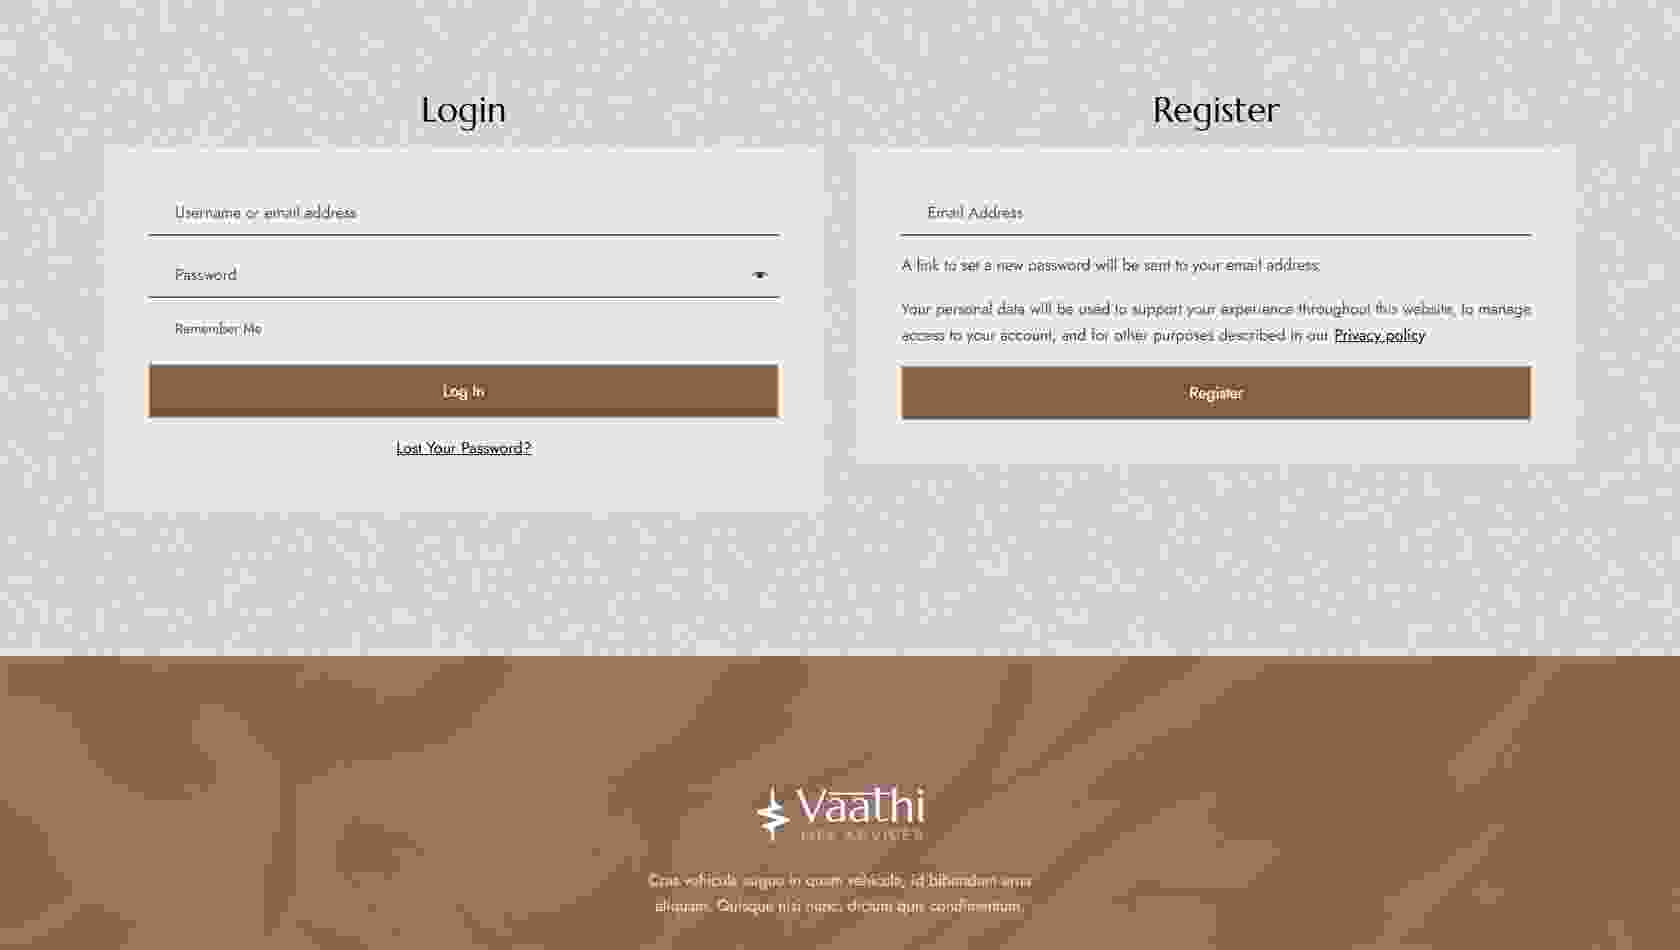 Login
Username or email address
Password
Remember Me
Log In
Lost Your Password?
Register
Email Address
A link to set a new password will be sent to your email address.
Your personal data will be used to support your experience throughout this website, to manage
access to your account, and for other purposes described in our Privacy policy
Register
Vaathi
LIFE ADVISER
Cras vehicula augue in quam vehicula, id bibendum eros
aliquam. Quisque nisi nunc, dictum quis condimentum,